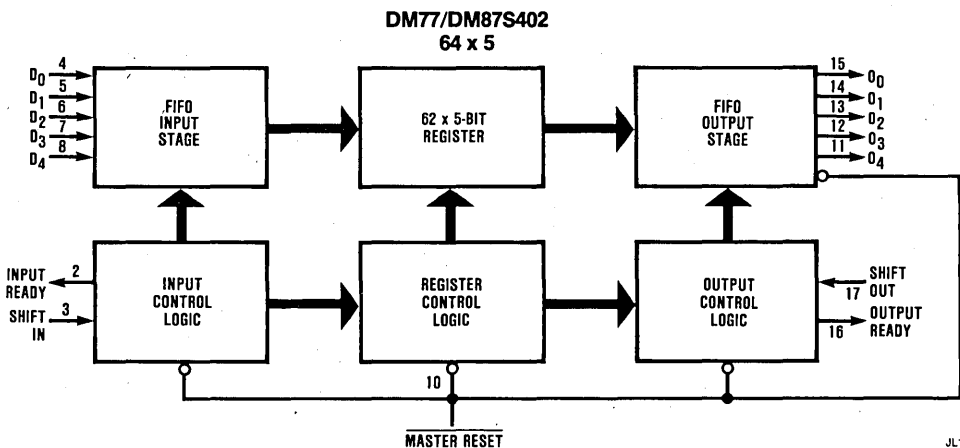 DM77/DM87S402
64 x 5
D0 4
D1 5
D2 6
D3 7
D4 8
FIFO
INPUT
STAGE
62 x 5-BIT
REGISTER
FIFO
OUTPUT
STAGE
15 O0
14 O1
13 O2
12 O3
11 O4
INPUT
READY
2
SHIFT
IN
3
INPUT
CONTROL
LOGIC
REGISTER
CONTROL
LOGIC
OUTPUT
CONTROL
LOGIC
SHIFT
OUT
17
OUTPUT
READY
16
10
MASTER RESET